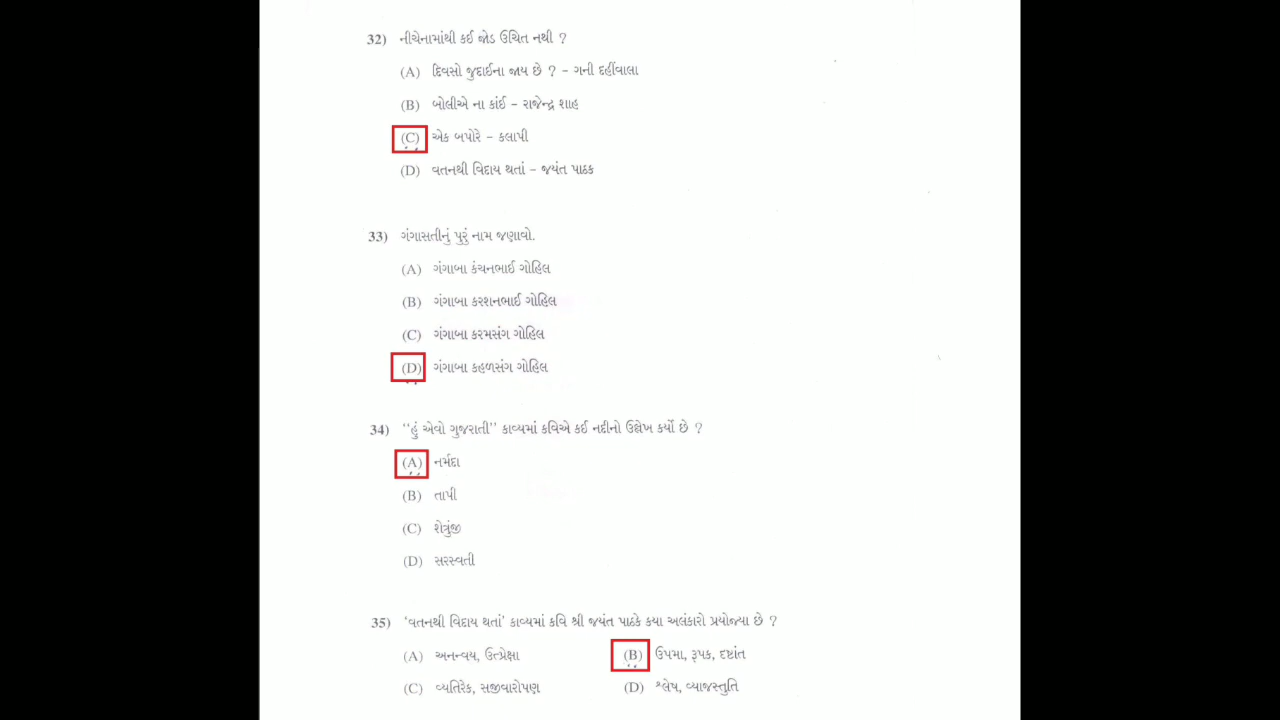 32) નીચેનામાંથી કઈ જોડ ઉચિત નથી ?
(A) દિવસો જુદાઈના જાય છે ? – ગની દહીંવાલા
(B) બોલીએ ના કાંઈ – રાજેન્દ્ર શાહ
(C) એક બપોરે – કલાપી
(D) વતનથી વિદાય થતાં – જયંત પાઠક
33) ગંગાસતીનું પુરું નામ જણાવો.
(A) ગંગાબા કંચનભાઈ ગોહિલ
(B) ગંગાબા કરશનભાઈ ગોહિલ
(C) ગંગાબા કરમસંગ ગોહિલ
(D) ગંગાબા કહળસંગ ગોહિલ
34) “હું એવો ગુજરાતી” કાવ્યમાં કવિએ કઈ નદીનો ઉલ્લેખ કર્યો છે ?
(A) નર્મદા
(B) તાપી
(C) શેત્રુંજી
(D) સરસ્વતી
35) ‘વતનથી વિદાય થતાં’ કાવ્યમાં કવિ શ્રી જયંત પાઠકે કયા અલંકારો પ્રયોજ્યા છે ?
(A) અનન્વય, ઉત્પ્રેક્ષા (B) ઉપમા, રૂપક, દષ્ટાંત
(C) વ્યતિરેક, સજીવારોપણ (D) શ્લેષ, વ્યાજસ્તુતિ